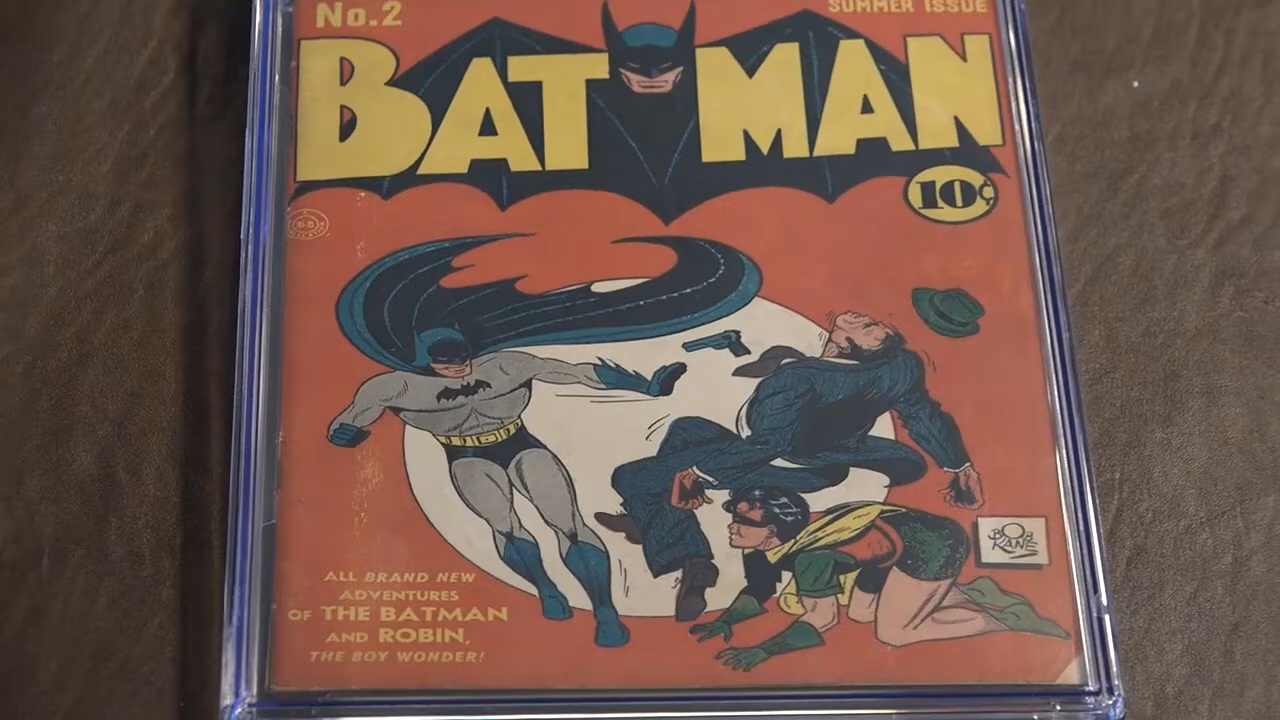 No.2
SUMMER ISSUE
BATMAN
10¢
BOB
KANE
ALL BRAND NEW
ADVENTURES
OF THE BATMAN
AND ROBIN,
THE BOY WONDER!